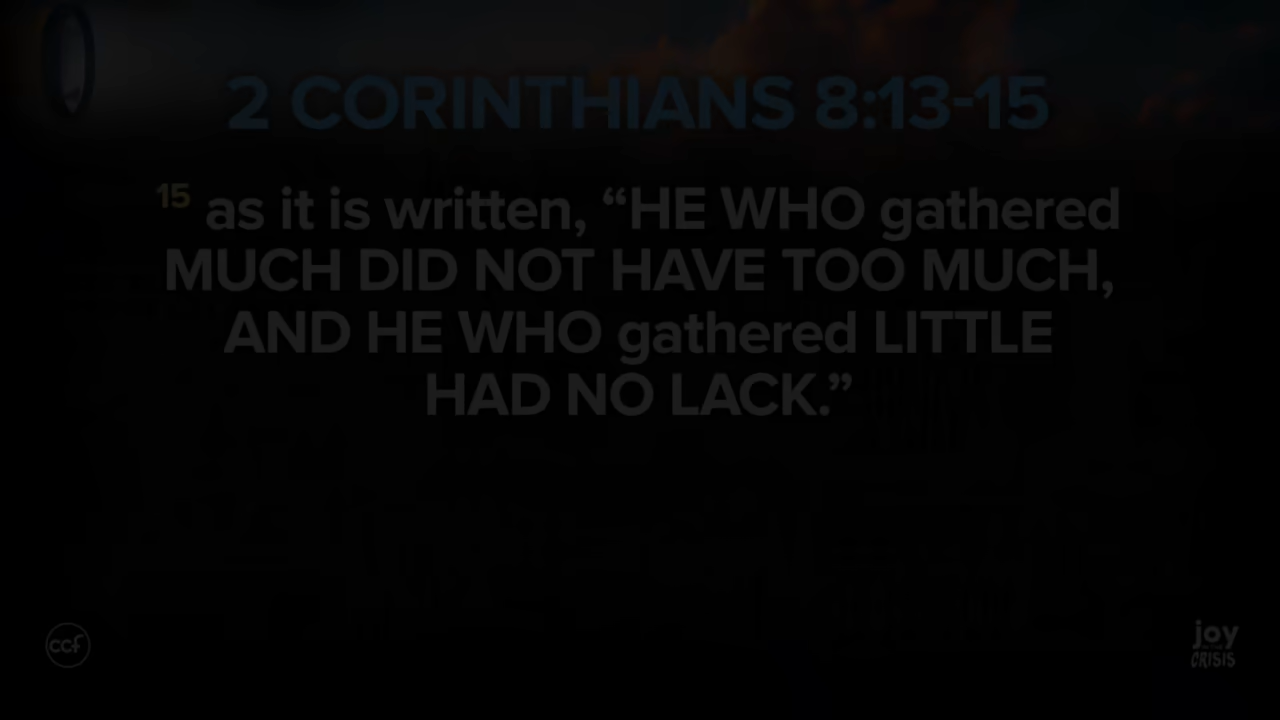 2 CORINTHIANS 8:13-15
15 as it is written, “HE WHO gathered
MUCH DID NOT HAVE TOO MUCH,
AND HE WHO gathered LITTLE
HAD NO LACK.”
ccf
joy
CRISIS